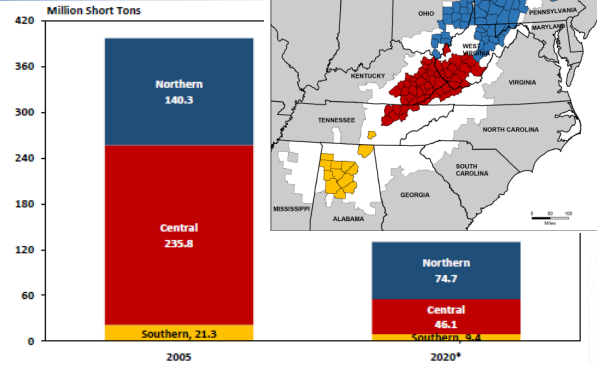 Million Short Tons
420
360
300
240
180
120
60
0
Northern
140.3
Central
235.8
Southern, 21.3
2005
Northern
74.7
Central
46.1
Southern, 9.4
2020*
OHIO
PENNSYLVANIA
MARYLAND
WEST
VIRGINIA
KENTUCKY
VIRGINIA
TENNESSEE
NORTH CAROLINA
SOUTH
CAROLINA
MISSISSIPPI
ALABAMA
GEORGIA
0 50 100
Miles